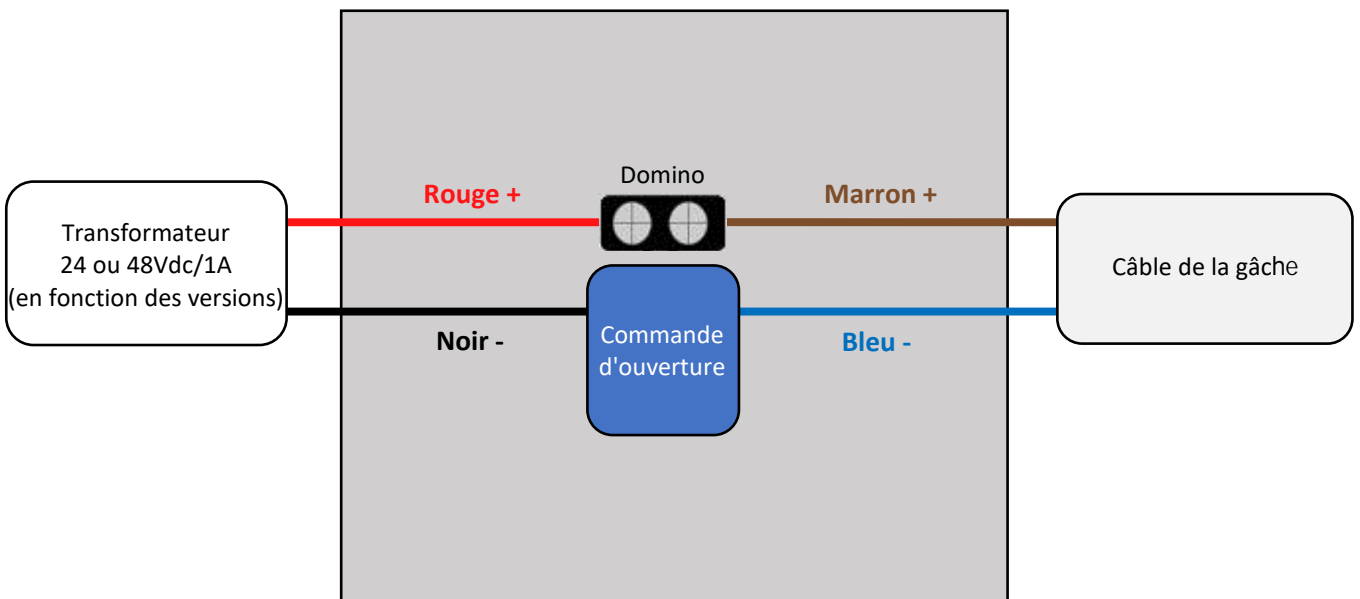 Domino
Rouge +
Marron +
Transformateur
24 ou 48Vdc/1A
(en fonction des versions)
Câble de la gâche
Noir -
Commande
d'ouverture
Bleu -